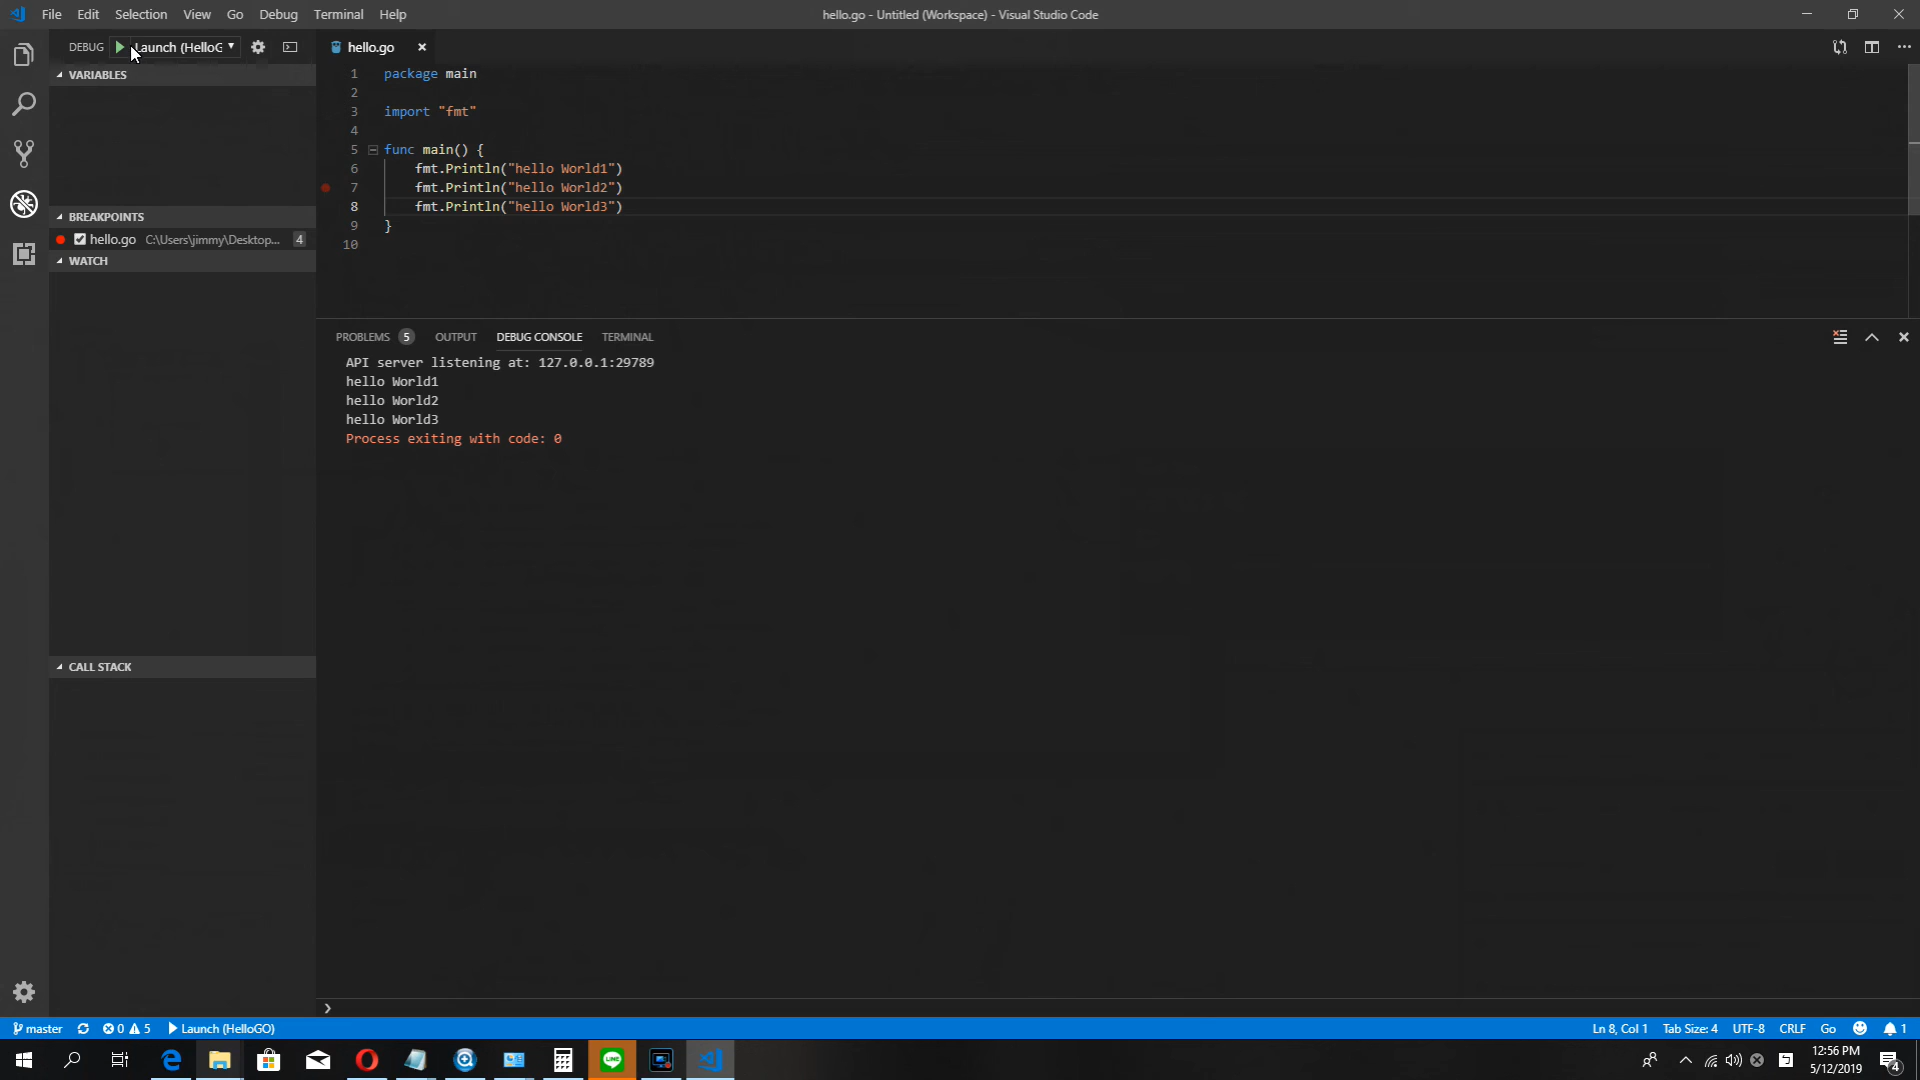 File Edit Selection View Go Debug Terminal Help
hello.go - Untitled (Workspace) - Visual Studio Code
DEBUG Launch (HelloG
VARIABLES
BREAKPOINTS
hello.go C:\Users\jimmy\Desktop... 4
WATCH
CALL STACK
hello.go
1 package main
2
3 import "fmt"
4
5 func main() {
6 fmt.Println("hello World1")
7 fmt.Println("hello World2")
8 fmt.Println("hello World3")
9 }
10
PROBLEMS 5 OUTPUT DEBUG CONSOLE TERMINAL
API server listening at: 127.0.0.1:29789
hello World1
hello World2
hello World3
Process exiting with code: 0
master 0 5 Launch (HelloGO)
Ln 8, Col 1 Tab Size: 4 UTF-8 CRLF Go 1
LINE
12:56 PM
5/12/2019
4